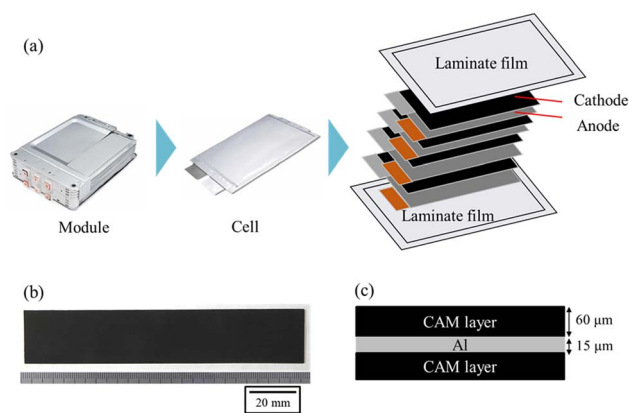 (a)
Laminate film
Cathode
Anode
Laminate film
Module
Cell
(b)
20 mm
(c)
CAM layer
60 μm
Al
15 μm
CAM layer